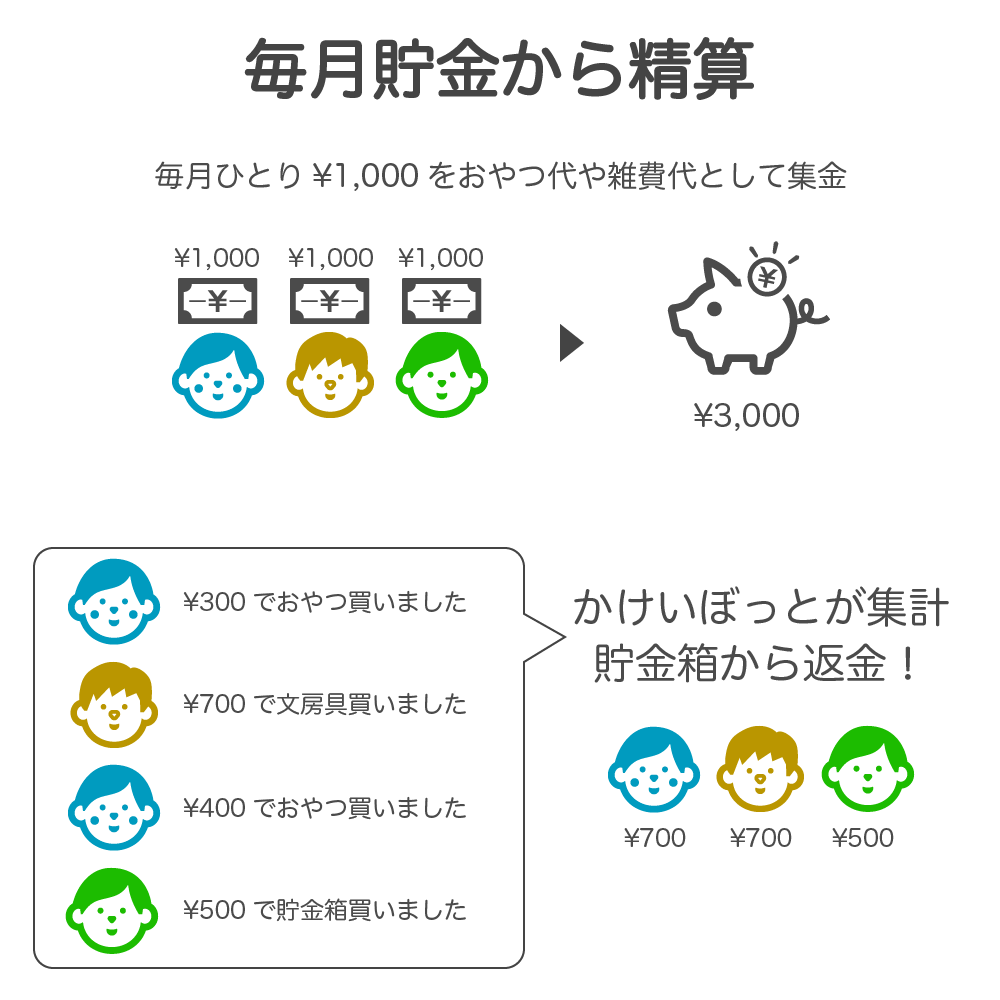 毎月貯金から精算
毎月ひとり ¥1,000 をおやつ代や雑費代として集金
¥1,000 ¥1,000 ¥1,000
¥ ¥ ¥ ¥
¥3,000
¥300 でおやつ買いました
¥700 で文房具買いました
¥400 でおやつ買いました
¥500 で貯金箱買いました
かけいぼっとが集計
貯金箱から返金！
¥700 ¥700 ¥500